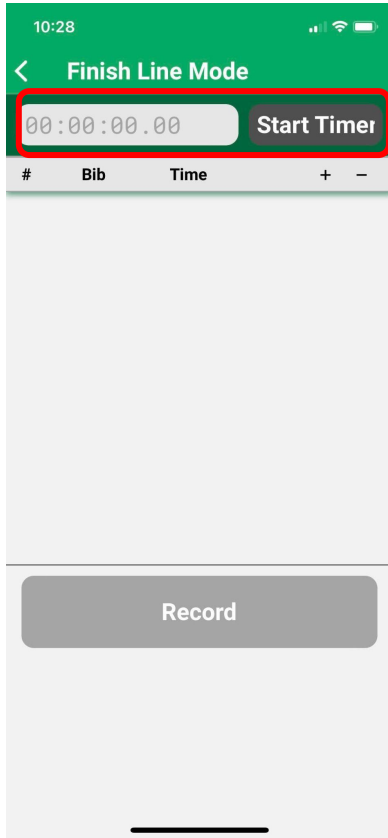 10:28
Finish Line Mode
00:00:00.00 Start Timer
# Bib Time + −
Record